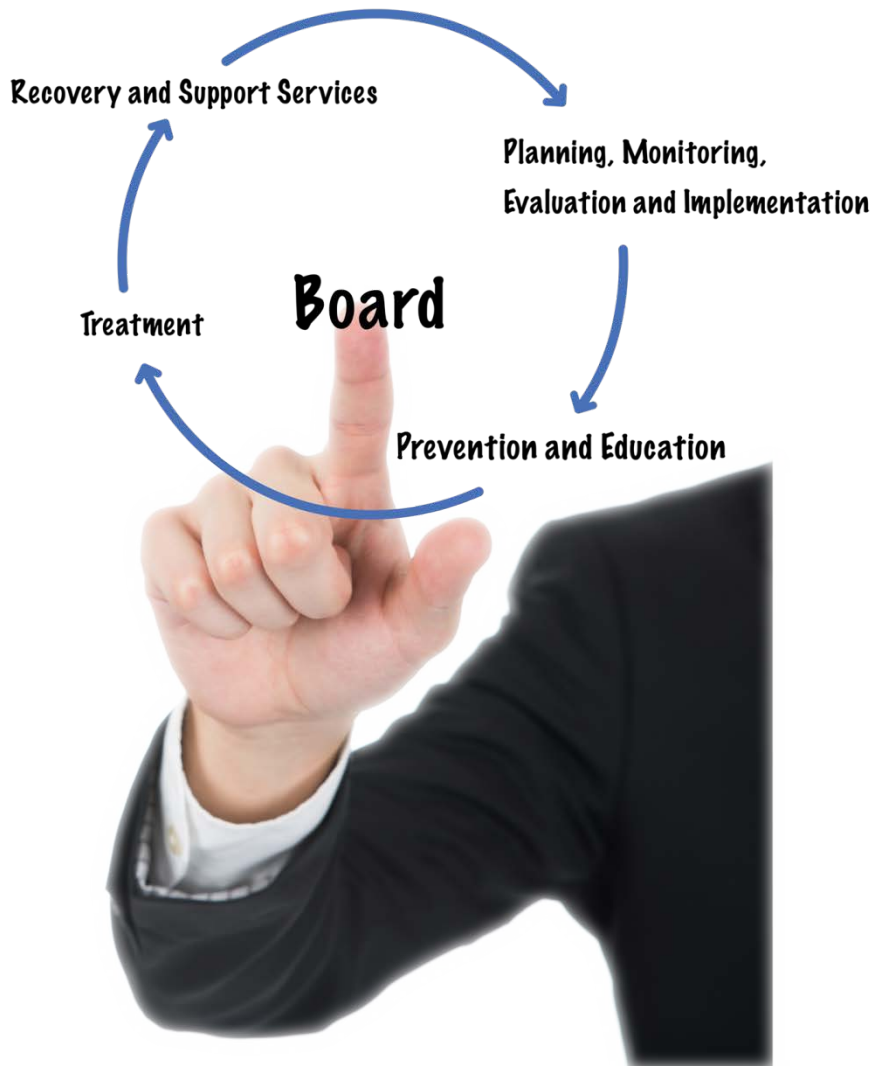 Recovery and Support Services
Planning, Monitoring,
Evaluation and Implementation
Board
Treatment
Prevention and Education